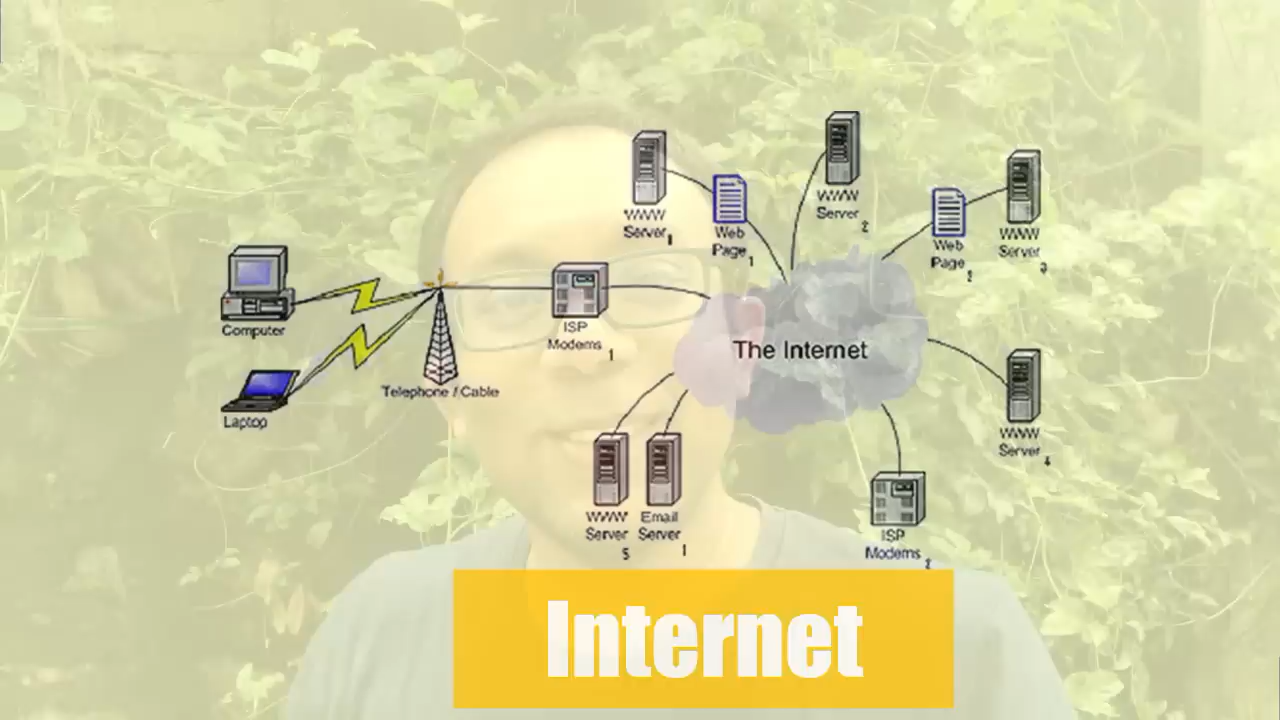 WWW
Server 1
Web
Page 1
WWW
Server 2
Web
Page 2
WWW
Server 3
Computer
Laptop
Telephone / Cable
ISP
Modems 1
The Internet
WWW
Server 4
WWW
Server 5
Email
Server 1
ISP
Modems 2
Internet